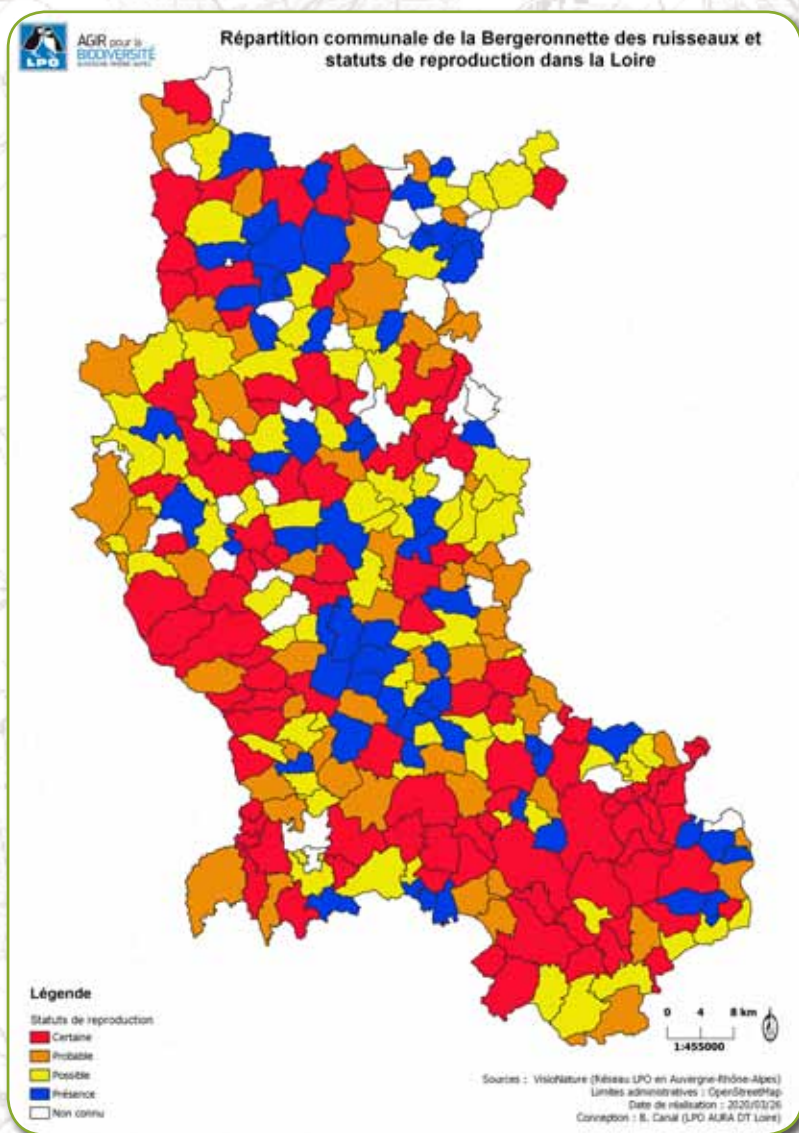 LPO
AGIR pour la
BIODIVERSITÉ
AUVERGNE-RHÔNE-ALPES
Répartition communale de la Bergeronnette des ruisseaux et
statuts de reproduction dans la Loire
Légende
Statuts de reproduction
Certaine
Probable
Possible
Présence
Non connu
0 4 8 km
1:455000
Sources : VisioNature (Réseau LPO en Auvergne-Rhône-Alpes)
Limites administratives : OpenStreetMap
Date de réalisation : 2020/03/26
Conception : B. Canal (LPO AURA DT Loire)